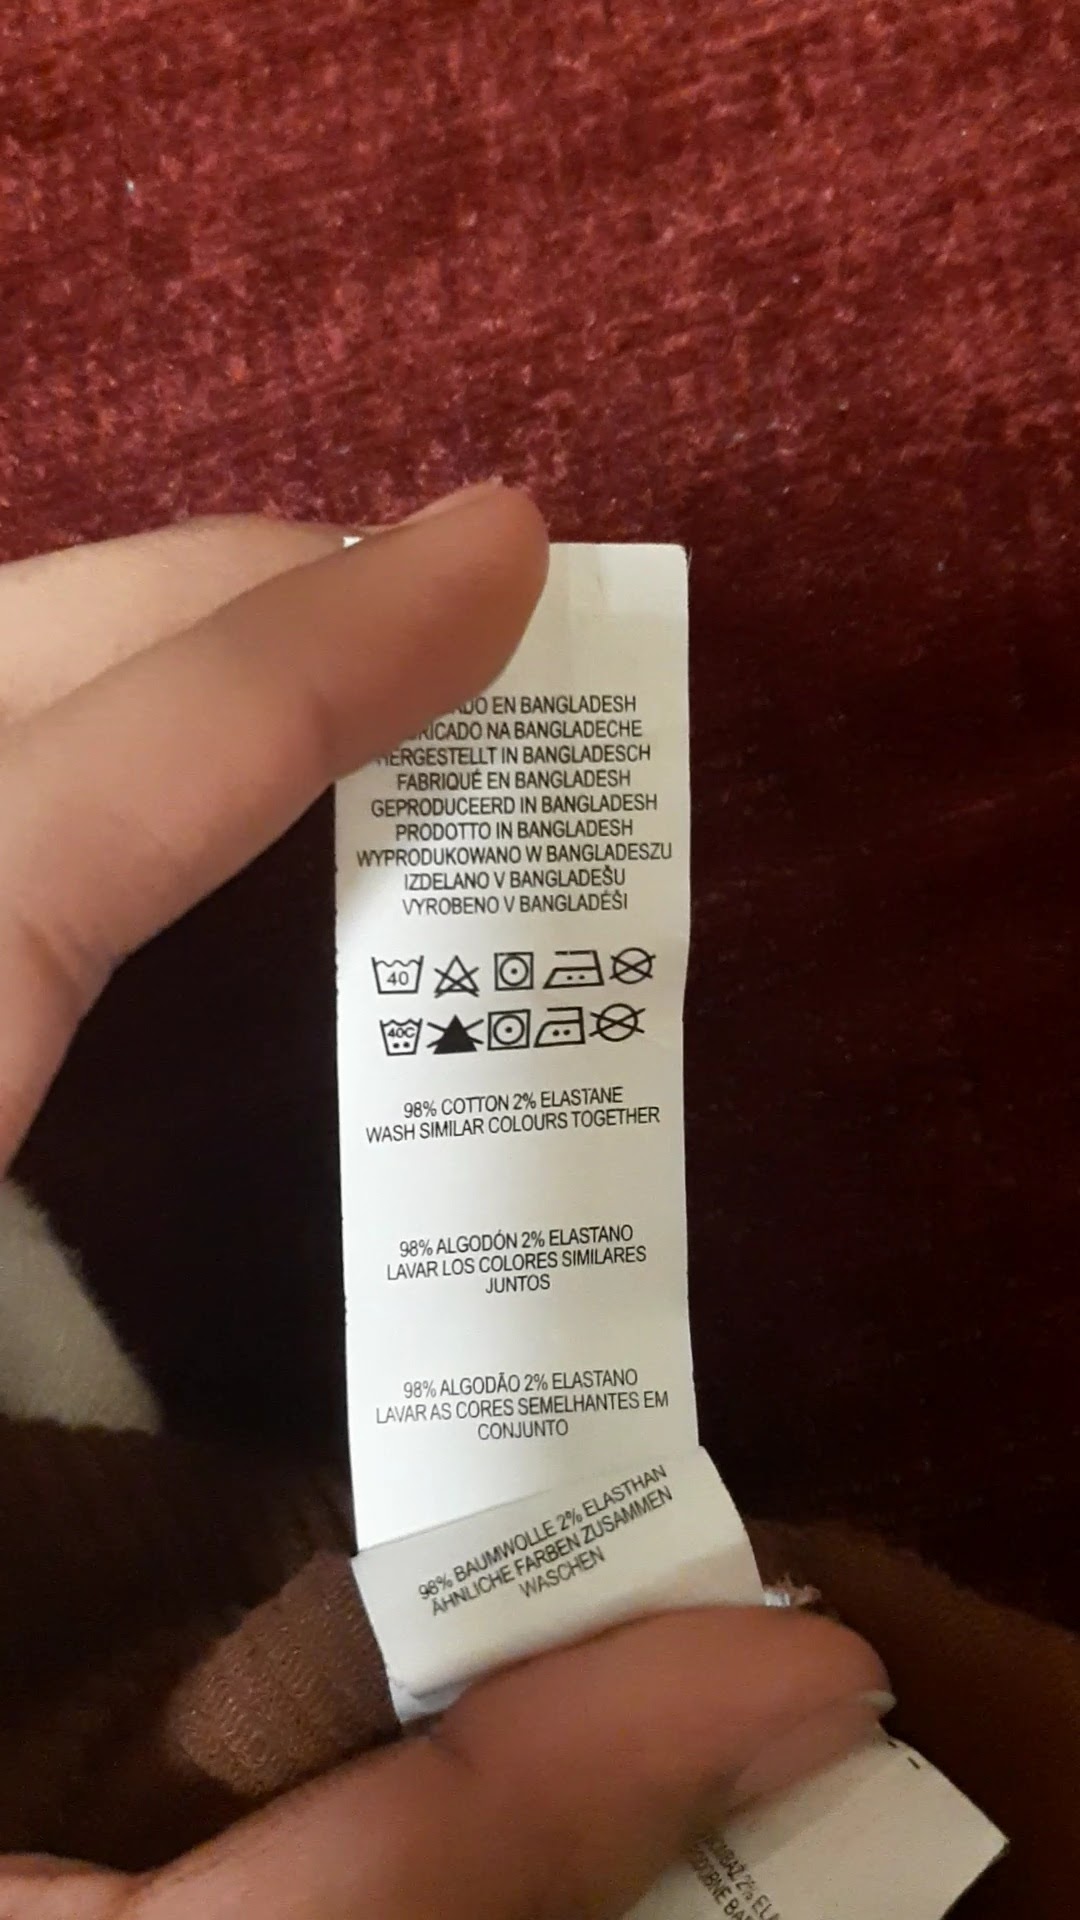 EN BANGLADESH
NA BANGLADECHE
HERGESTELLT IN BANGLADESCH
FABRIQUÉ EN BANGLADESH
GEPRODUCEERD IN BANGLADESH
PRODOTTO IN BANGLADESH
WYPRODUKOWANO W BANGLADESZU
IZDELANO V BANGLADEŠU
VYROBENO V BANGLADÉŠI
40
40C
98% COTTON 2% ELASTANE
WASH SIMILAR COLOURS TOGETHER
98% ALGODÓN 2% ELASTANO
LAVAR LOS COLORES SIMILARES
JUNTOS
98% ALGODÃO 2% ELASTANO
LAVAR AS CORES SEMELHANTES EM
CONJUNTO
98% BAUMWOLLE 2% ELASTHAN
ÄHNLICHE FARBEN ZUSAMMEN
WASCHEN
2%